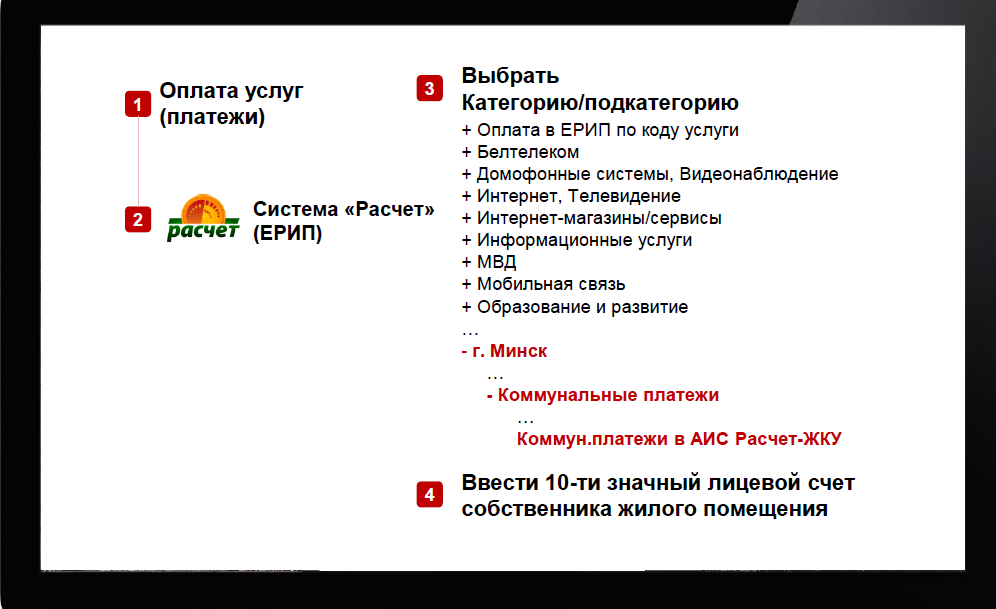 1
Оплата услуг
(платежи)
2
расчет
Система «Расчет»
(ЕРИП)
3
Выбрать
Категорию/подкатегорию
+ Оплата в ЕРИП по коду услуги
+ Белтелеком
+ Домофонные системы, Видеонаблюдение
+ Интернет, Телевидение
+ Интернет-магазины/сервисы
+ Информационные услуги
+ МВД
+ Мобильная связь
+ Образование и развитие
...
- г. Минск
...
- Коммунальные платежи
...
Коммун.платежи в АИС Расчет-ЖКУ
4
Ввести 10-ти значный лицевой счет
собственника жилого помещения